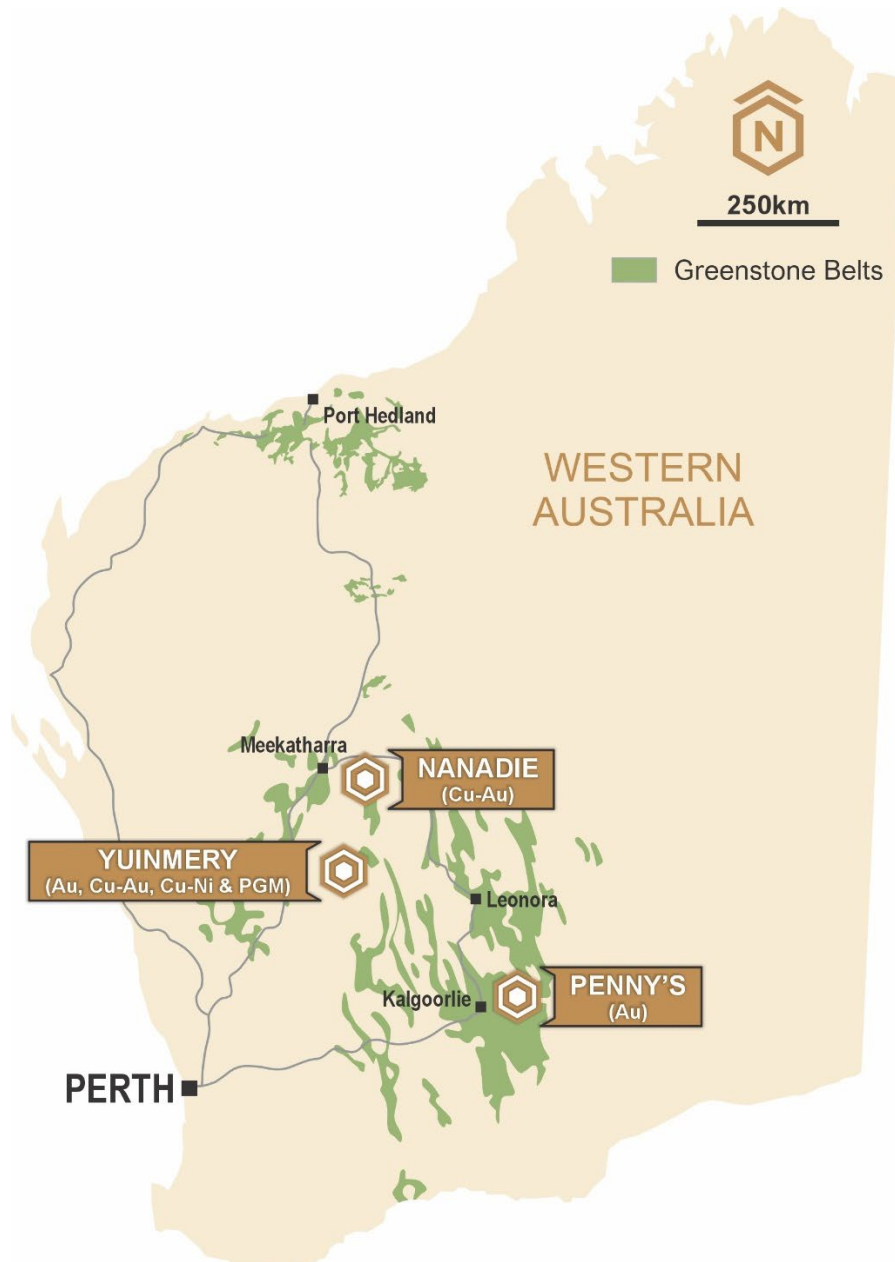 N
250km
Greenstone Belts
Port Hedland
WESTERN
AUSTRALIA
Meekatharra
NANADIE
(Cu-Au)
YUINMERY
(Au, Cu-Au, Cu-Ni & PGM)
Leonora
Kalgoorlie
PENNY'S
(Au)
PERTH